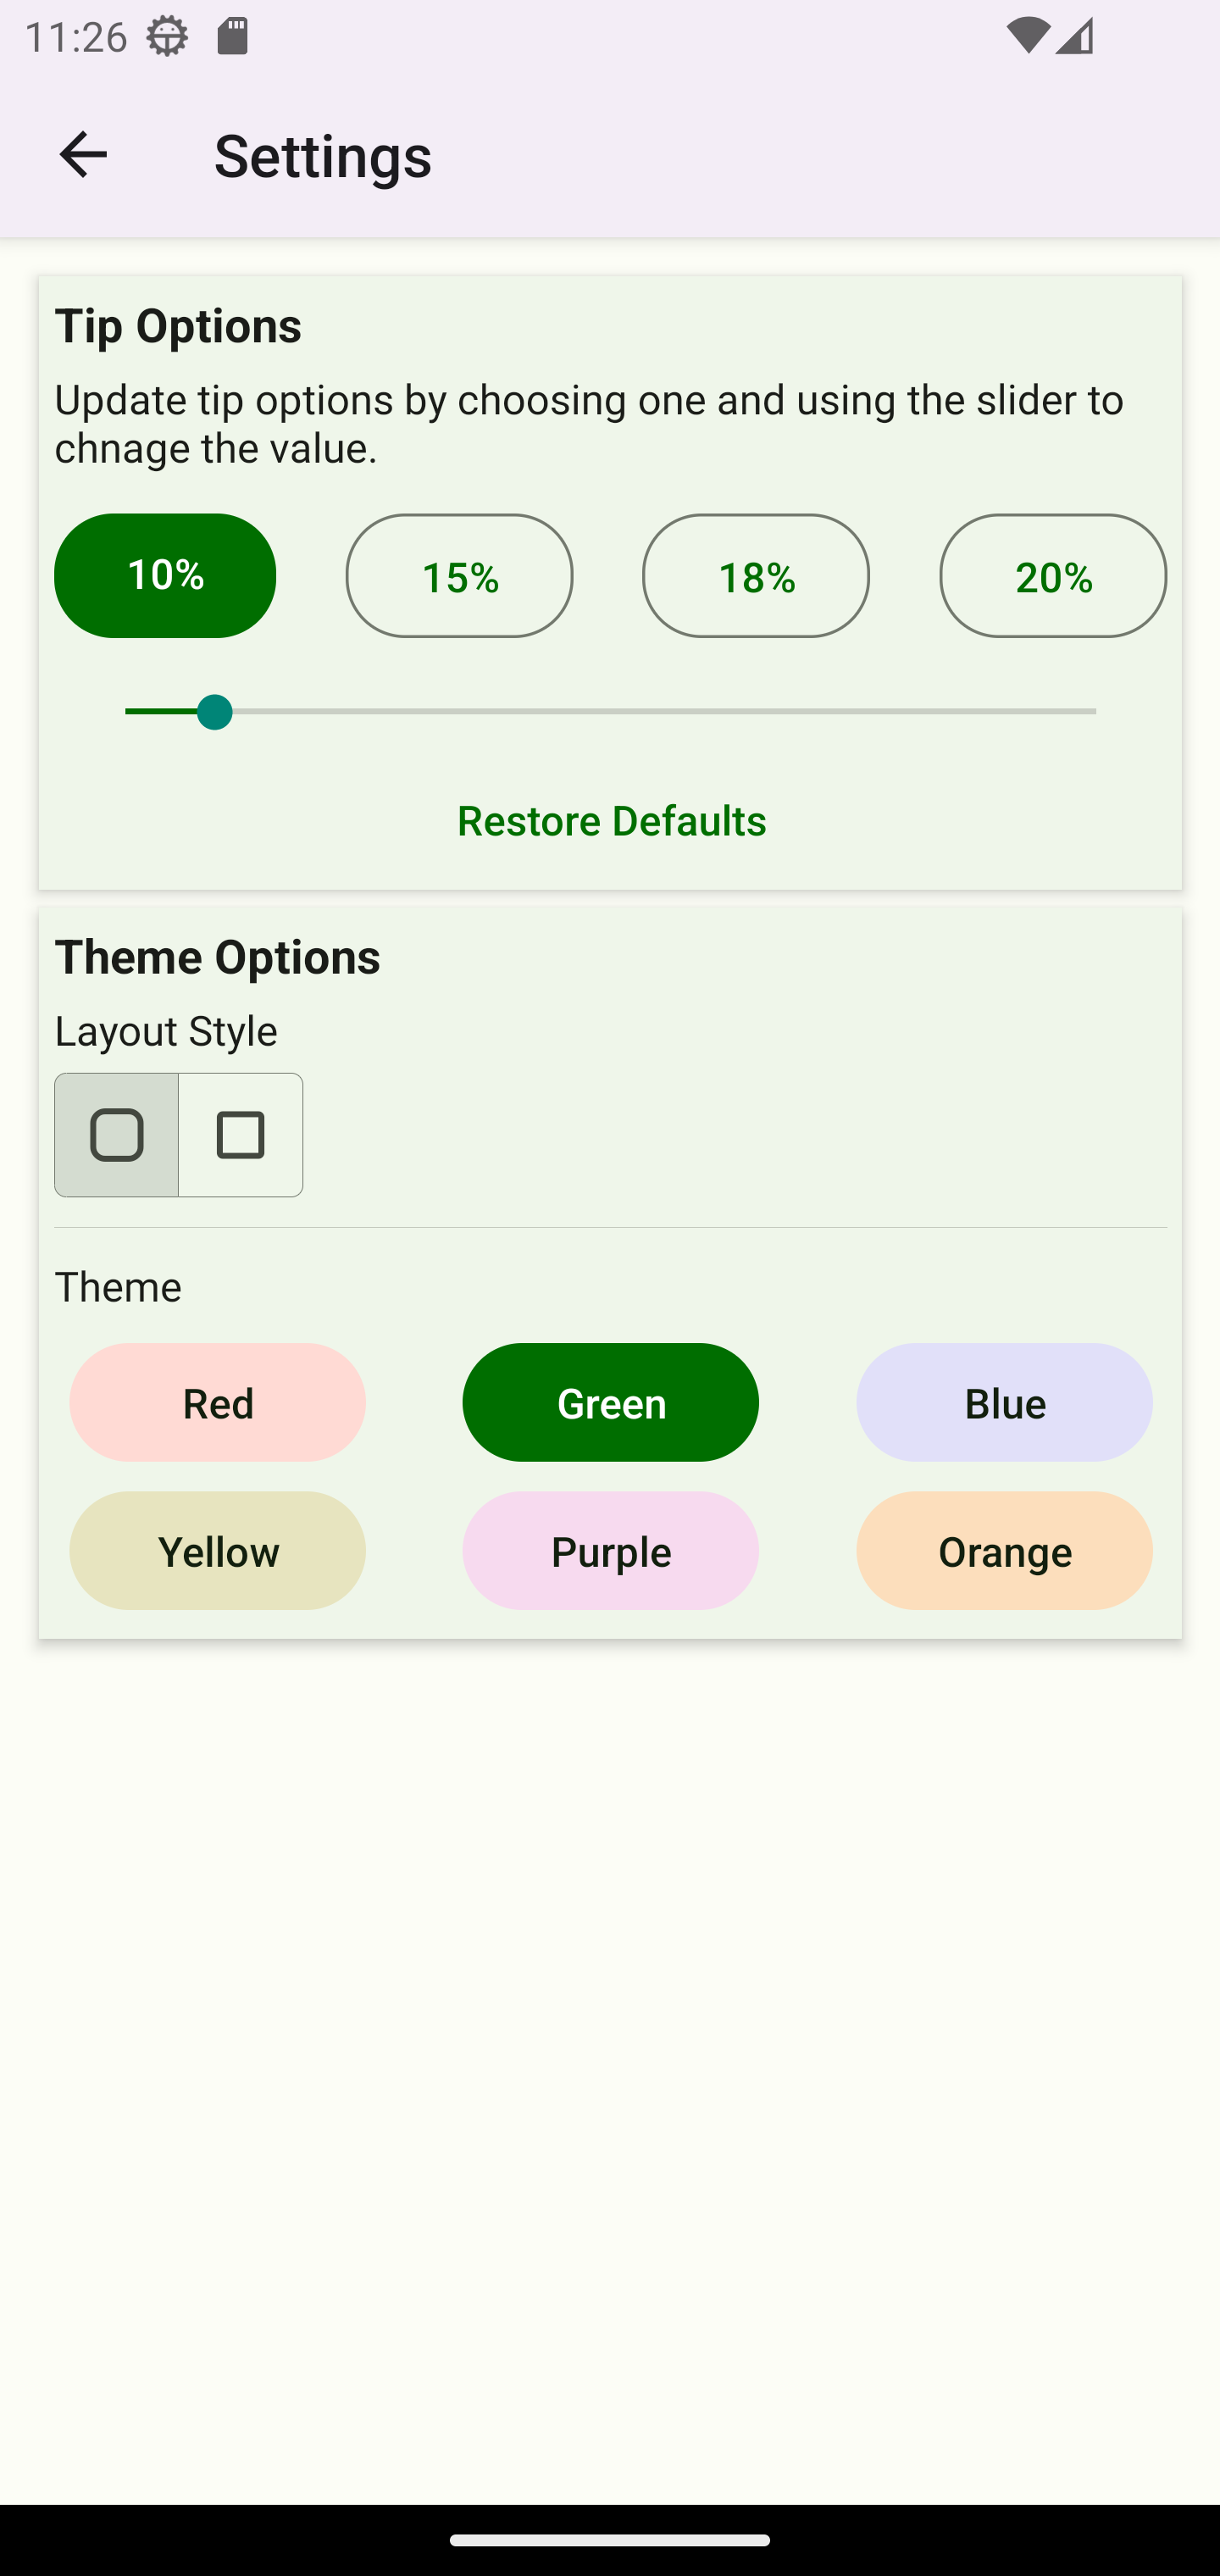 11:26
Settings
Tip Options
Update tip options by choosing one and using the slider to
chnage the value.
10% 15% 18% 20%
Restore Defaults
Theme Options
Layout Style
Theme
Red Green Blue
Yellow Purple Orange